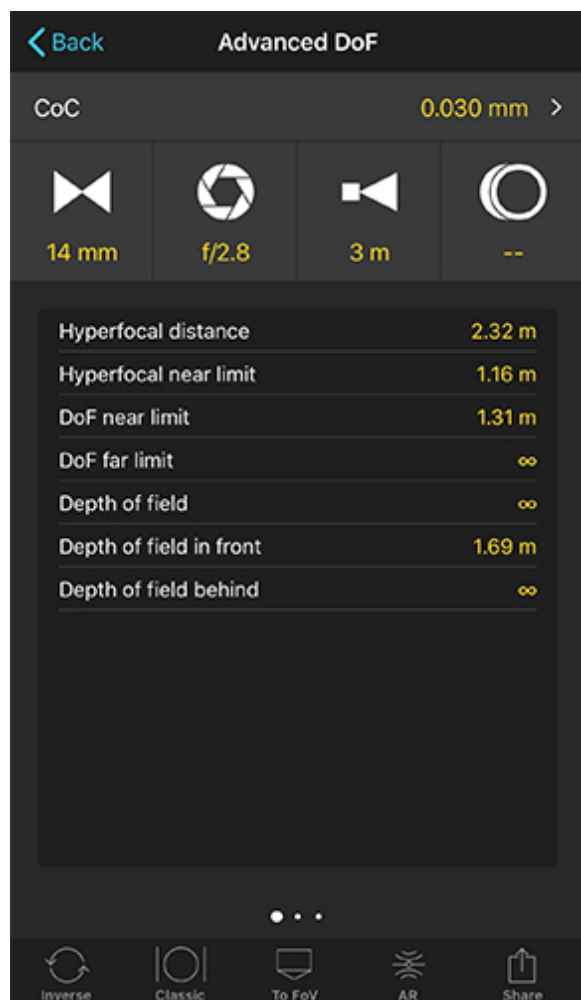 Back Advanced DoF
CoC 0.030 mm
14 mm f/2.8 3 m --
Hyperfocal distance 2.32 m
Hyperfocal near limit 1.16 m
DoF near limit 1.31 m
DoF far limit ∞
Depth of field ∞
Depth of field in front 1.69 m
Depth of field behind ∞
Inverse Classic To FoV AR Share